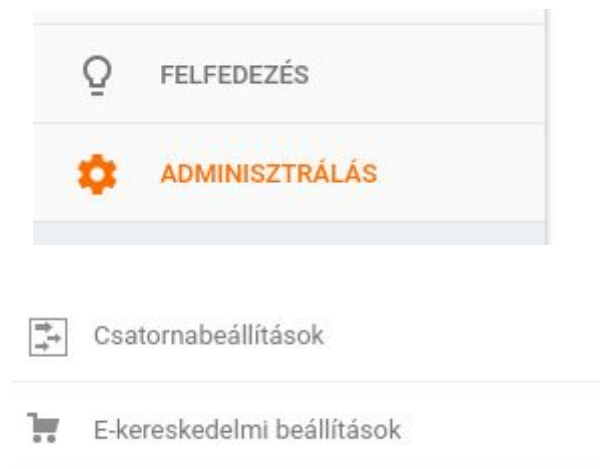 FELFEDEZÉS
ADMINISZTRÁLÁS
Csatornabeállítások
E-kereskedelmi beállítások